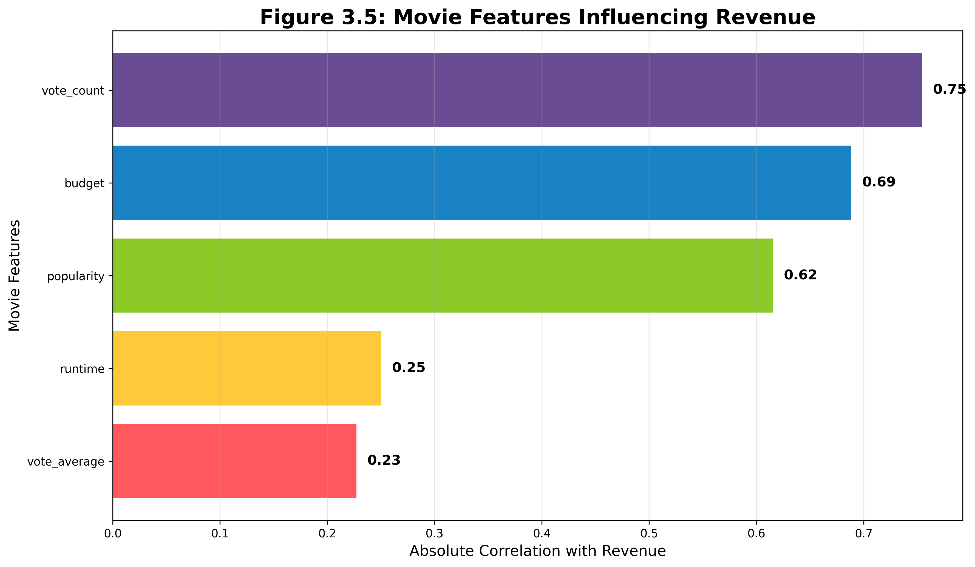 Figure 3.5: Movie Features Influencing Revenue
Movie Features
vote_count
0.75
budget
0.69
popularity
0.62
runtime
0.25
vote_average
0.23
0.0 0.1 0.2 0.3 0.4 0.5 0.6 0.7
Absolute Correlation with Revenue